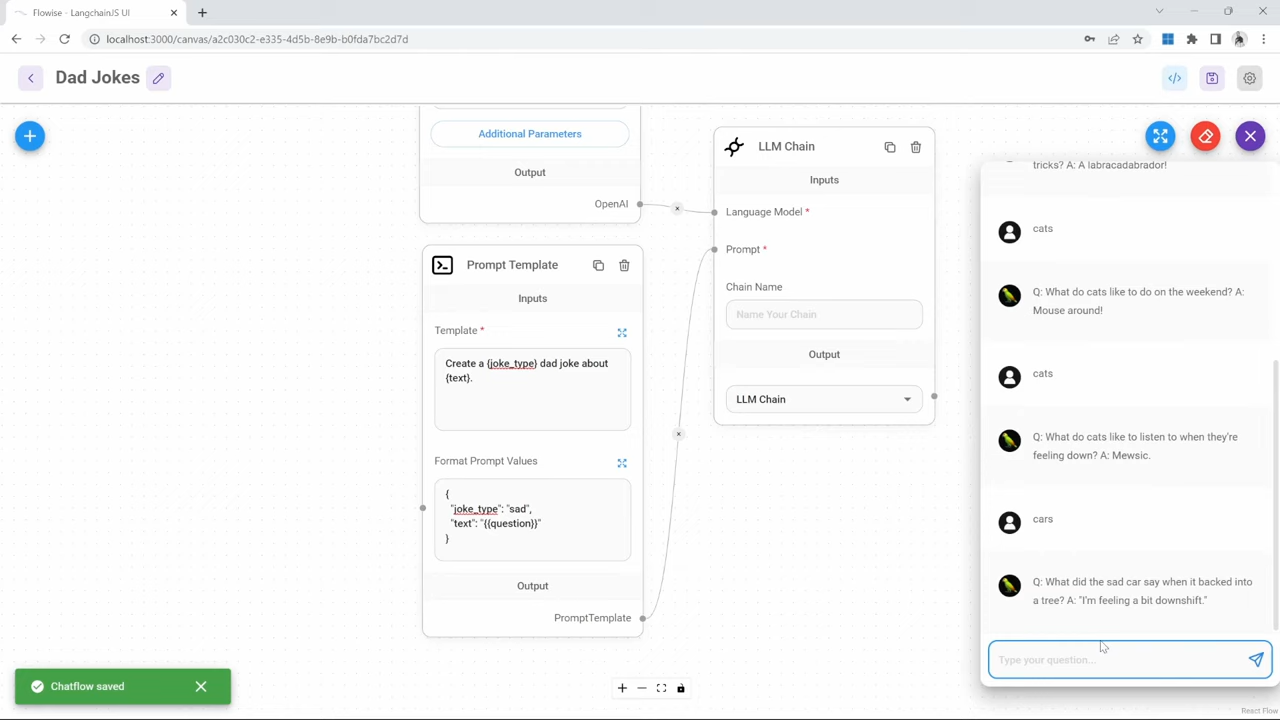 Flowise - LangchainJS UI
localhost:3000/canvas/a2c030c2-e335-4d5b-8e9b-b0fda7bc2d7d
Dad Jokes
Additional Parameters
Output
OpenAI
Prompt Template
Inputs
Template *
Create a {joke_type} dad joke about
{text}.
Format Prompt Values
{
"joke_type": "sad",
"text": "{{question}}"
}
Output
PromptTemplate
LLM Chain
Inputs
Language Model *
Prompt *
Chain Name
Name Your Chain
Output
LLM Chain
tricks? A: A labracadabrador!
cats
Q: What do cats like to do on the weekend? A:
Mouse around!
cats
Q: What do cats like to listen to when they're
feeling down? A: Mewsic.
cars
Q: What did the sad car say when it backed into
a tree? A: "I'm feeling a bit downshift."
Type your question...
Chatflow saved
React Flow